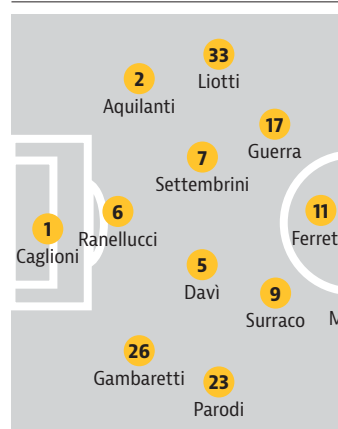 33
Liotti
2
Aquilanti
17
Guerra
7
Settembrini
11
Ferret
6
Ranellucci
1
Caglioni
5
Davì
9
Surraco
M
26
Gambaretti
23
Parodi